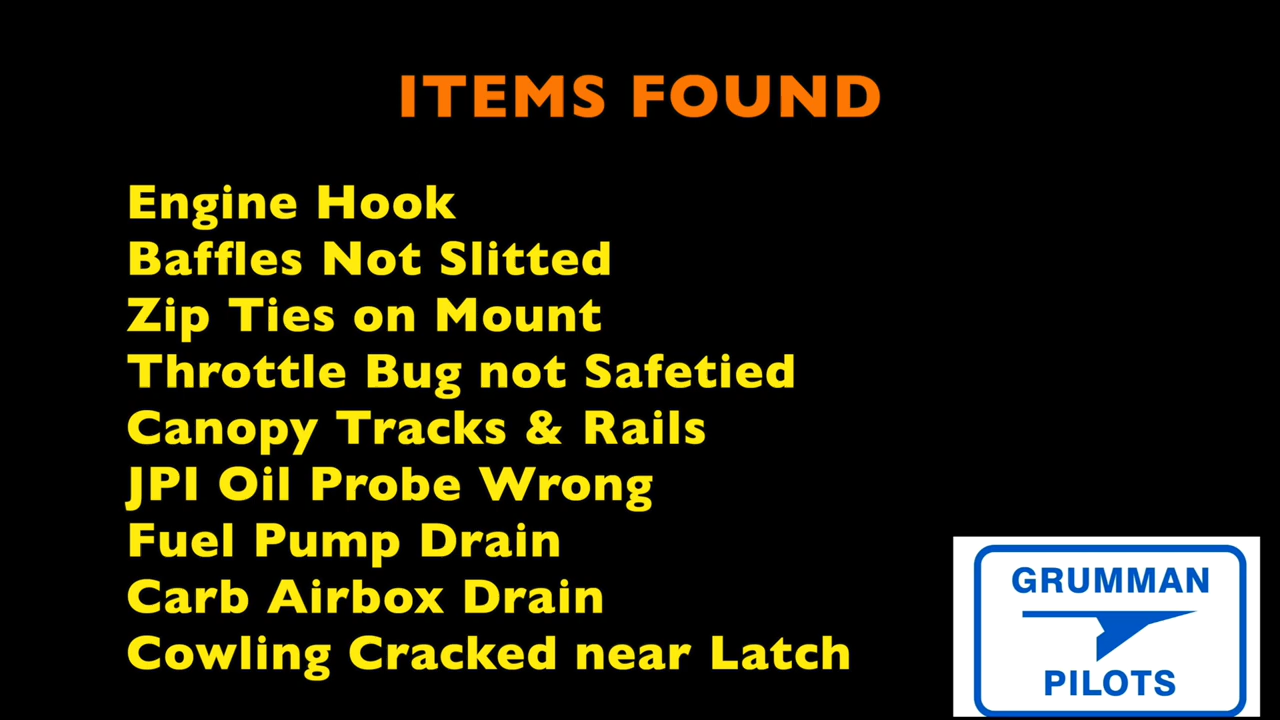 ITEMS FOUND
Engine Hook
Baffles Not Slitted
Zip Ties on Mount
Throttle Bug not Safetied
Canopy Tracks & Rails
JPI Oil Probe Wrong
Fuel Pump Drain
Carb Airbox Drain
Cowling Cracked near Latch
GRUMMAN
PILOTS